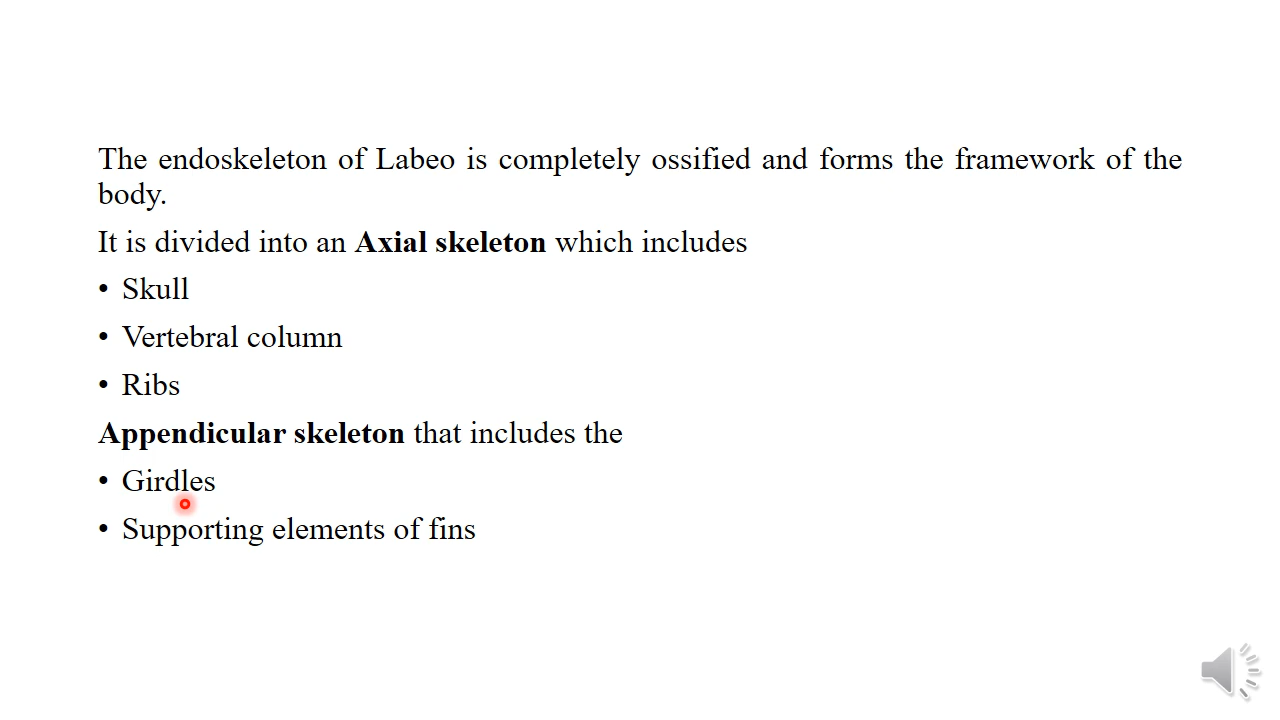 The endoskeleton of Labeo is completely ossified and forms the framework of the
body.
It is divided into an Axial skeleton which includes
• Skull
• Vertebral column
• Ribs
Appendicular skeleton that includes the
• Girdles
• Supporting elements of fins